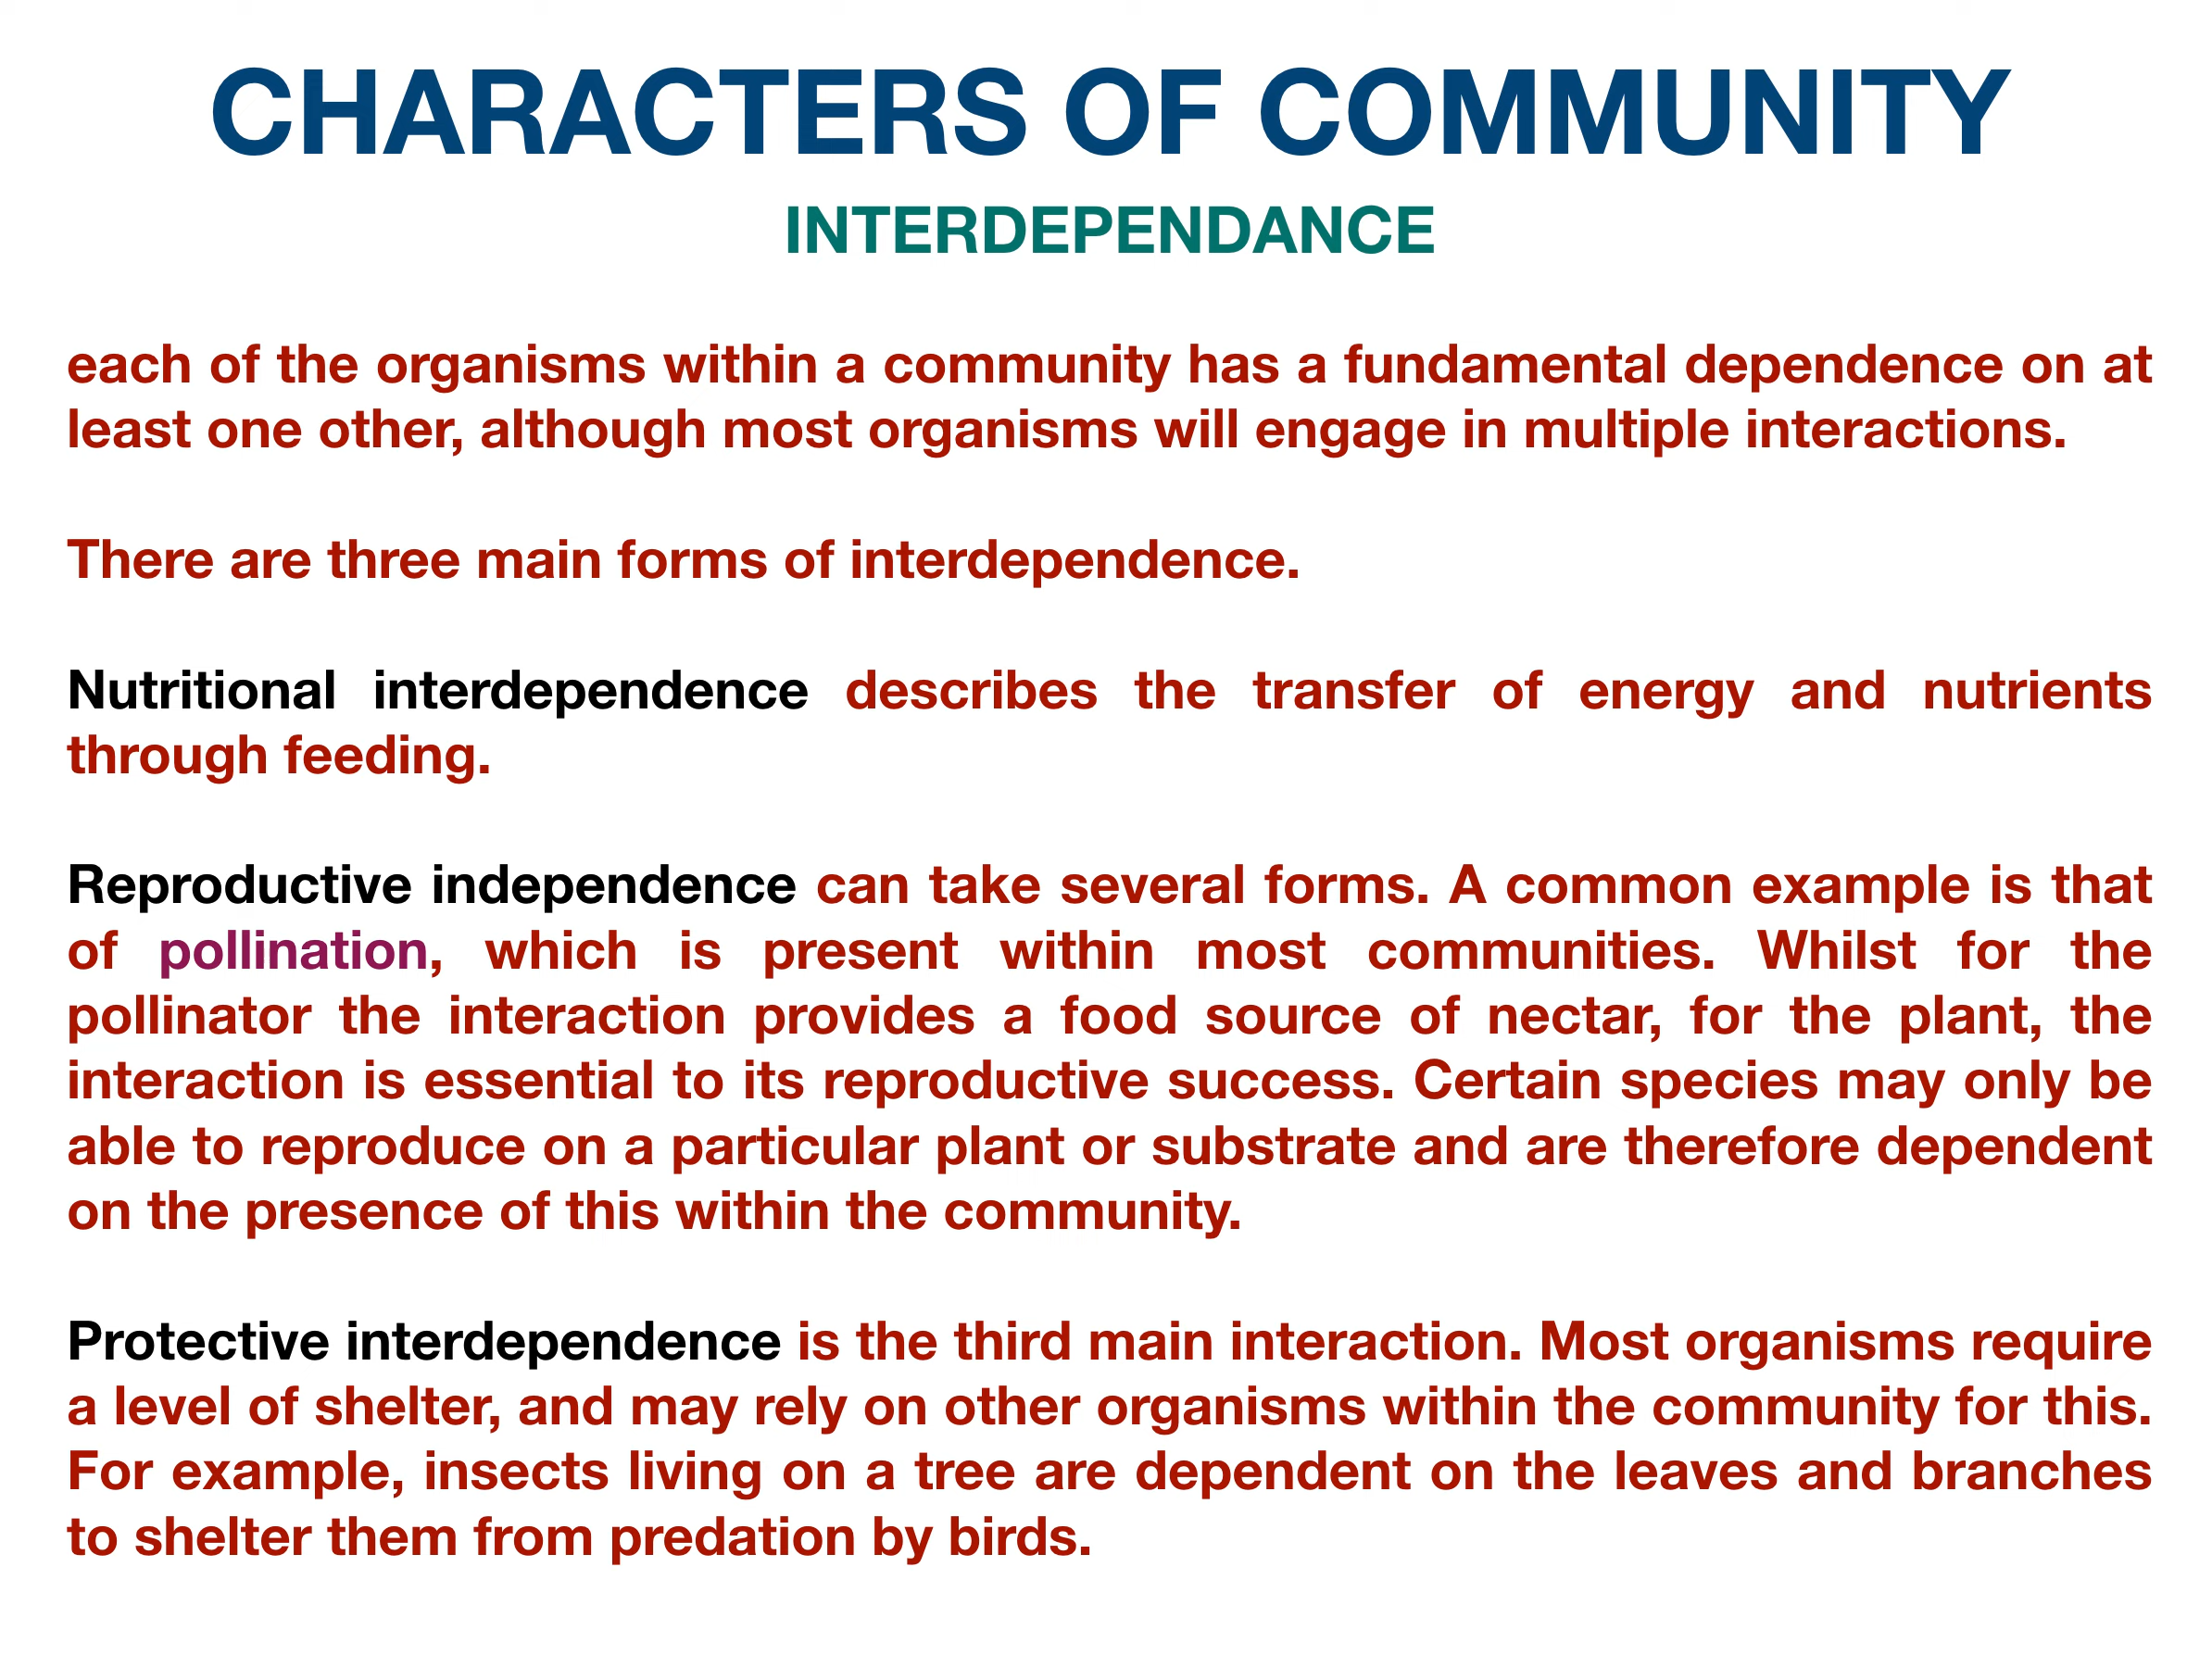 CHARACTERS OF COMMUNITY
INTERDEPENDANCE
each of the organisms within a community has a fundamental dependence on at
least one other, although most organisms will engage in multiple interactions.
There are three main forms of interdependence.
Nutritional interdependence describes the transfer of energy and nutrients
through feeding.
Reproductive independence can take several forms. A common example is that
of pollination, which is present within most communities. Whilst for the
pollinator the interaction provides a food source of nectar, for the plant, the
interaction is essential to its reproductive success. Certain species may only be
able to reproduce on a particular plant or substrate and are therefore dependent
on the presence of this within the community.
Protective interdependence is the third main interaction. Most organisms require
a level of shelter, and may rely on other organisms within the community for this.
For example, insects living on a tree are dependent on the leaves and branches
to shelter them from predation by birds.